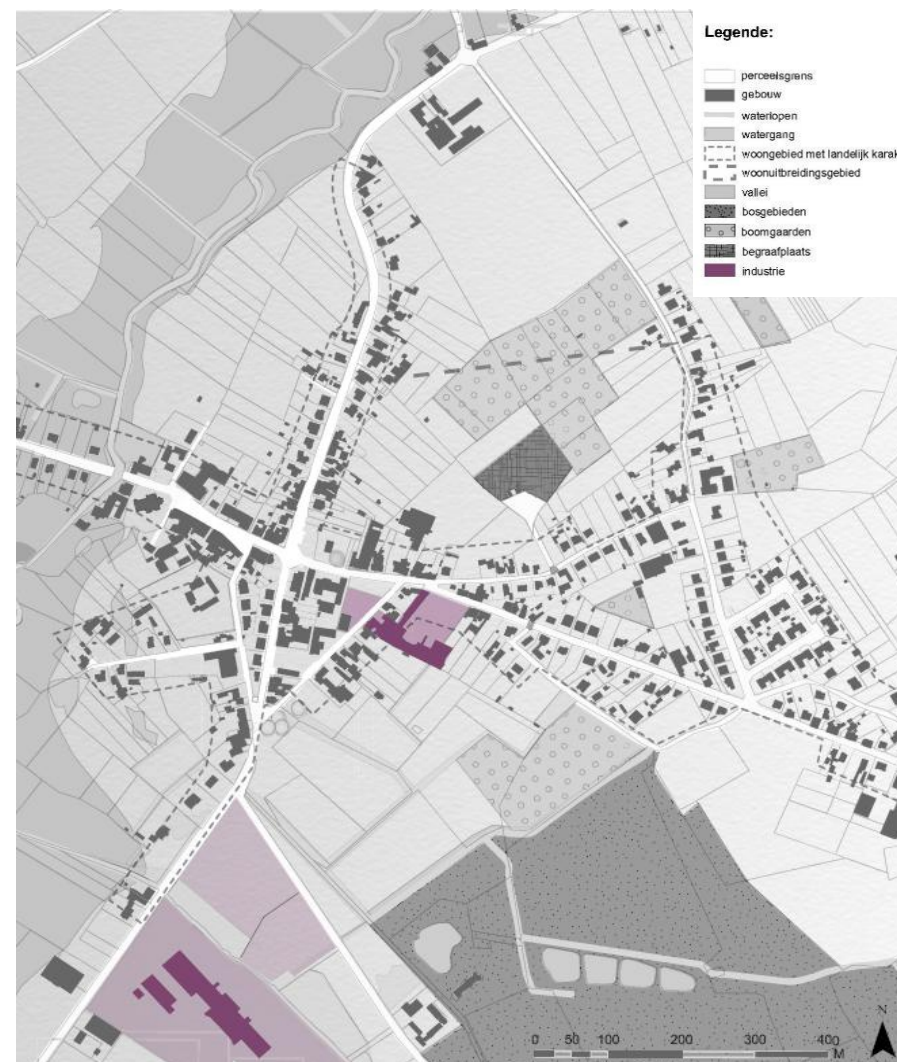 Legende:
perceelsgrens
gebouw
waterlopen
watergang
woongebied met landelijk karak
woonuitbreidingsgebied
vallei
bosgebieden
boomgaarden
begraafplaats
industrie
N
0 50 100 200 300 400
M